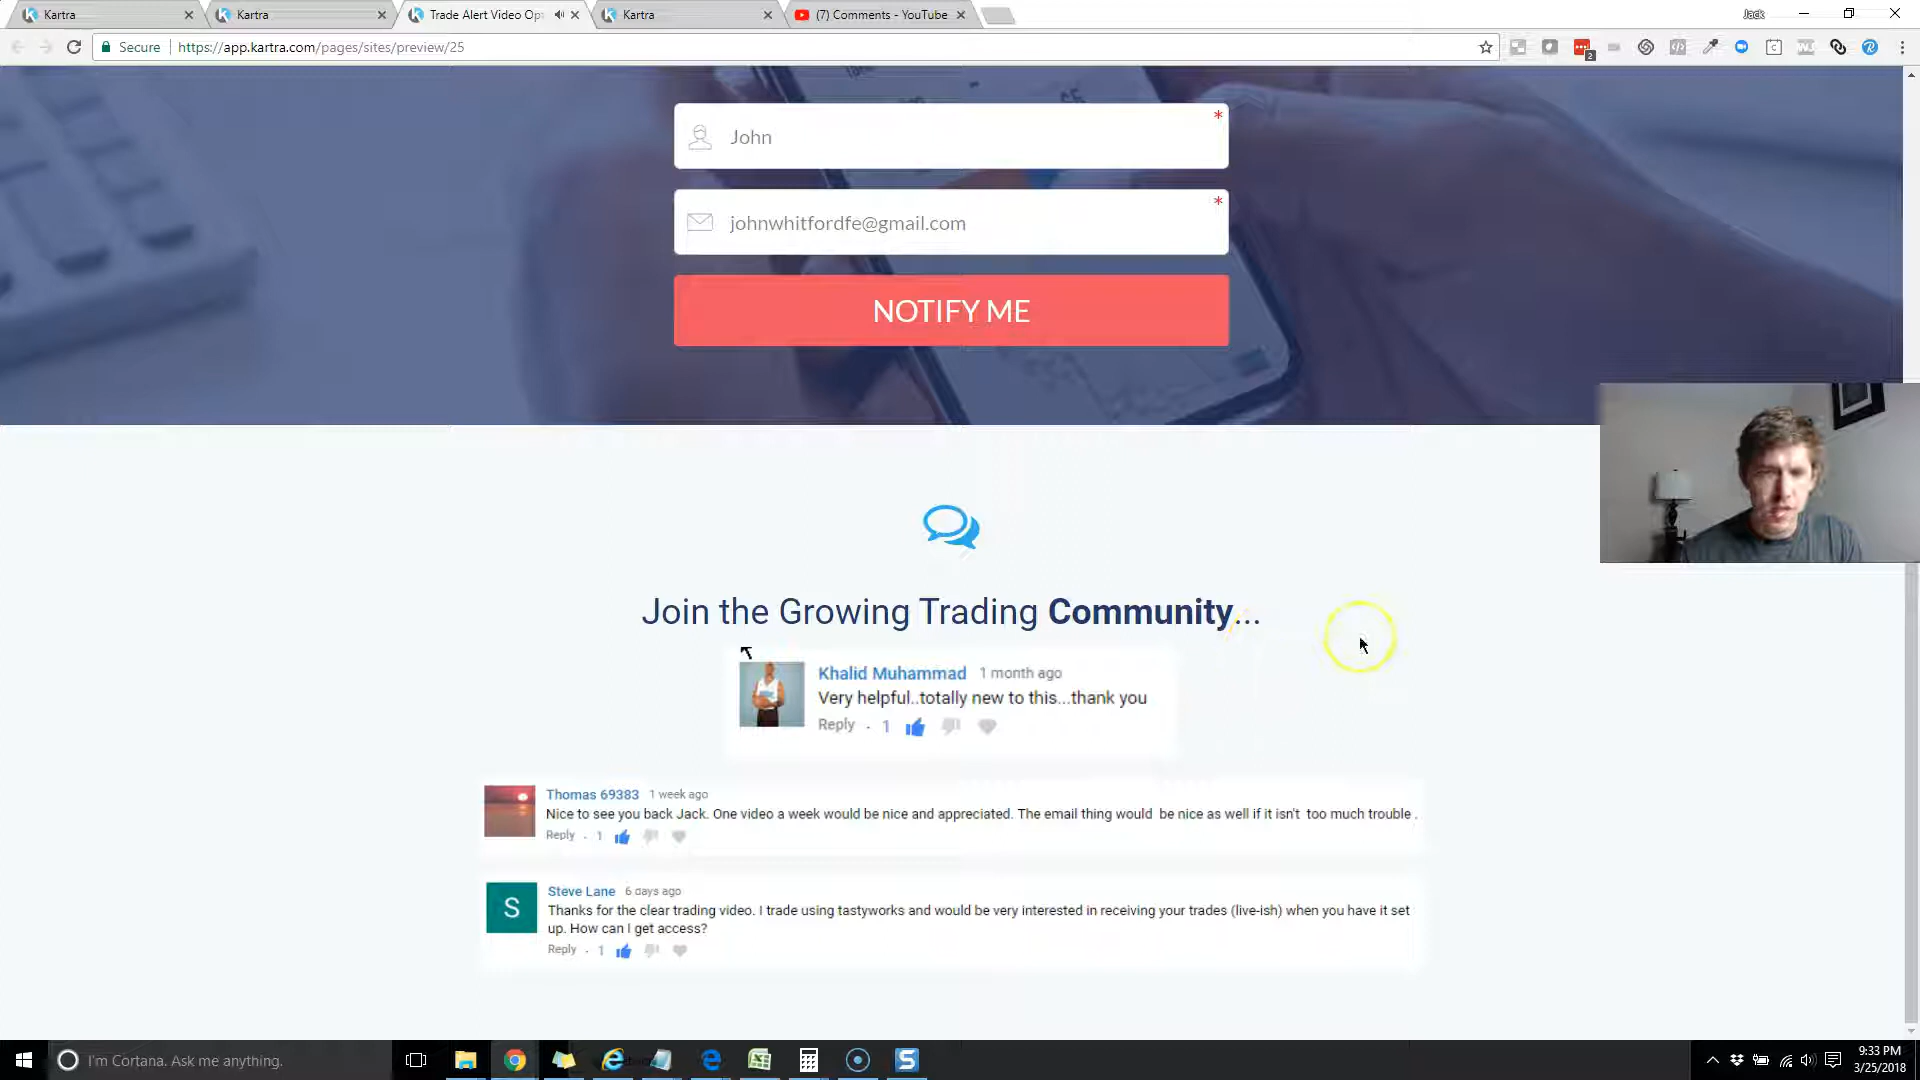 Kartra
Kartra
Trade Alert Video Op
Kartra
(7) Comments - YouTube
Jack
Secure
https://app.kartra.com/pages/sites/preview/25
2
John
*
johnwhitfordfe@gmail.com
*
NOTIFY ME
Join the Growing Trading Community...
Khalid Muhammad 1 month ago
Very helpful..totally new to this...thank you
Reply · 1
Thomas 69383 1 week ago
Nice to see you back Jack. One video a week would be nice and appreciated. The email thing would be nice as well if it isn't too much trouble .
Reply · 1
S
Steve Lane 6 days ago
Thanks for the clear trading video. I trade using tastyworks and would be very interested in receiving your trades (live-ish) when you have it set
up. How can I get access?
Reply · 1
I'm Cortana. Ask me anything.
9:33 PM
3/25/2018